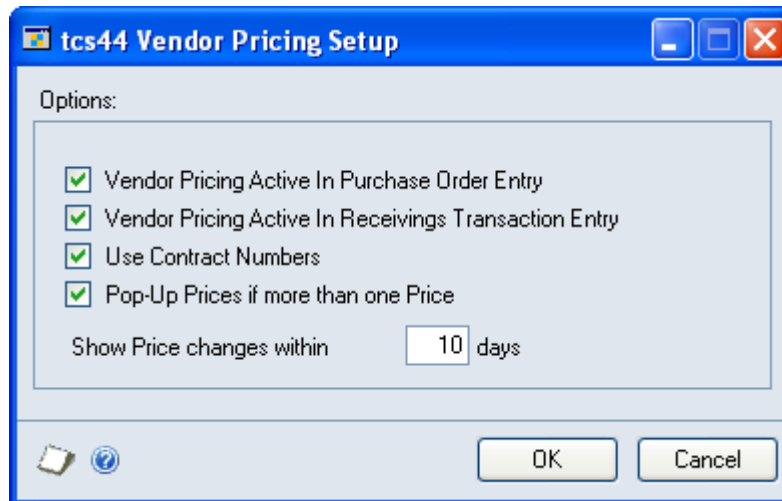 tcs44 Vendor Pricing Setup
Options:
Vendor Pricing Active In Purchase Order Entry
Vendor Pricing Active In Receivings Transaction Entry
Use Contract Numbers
Pop-Up Prices if more than one Price
Show Price changes within 10 days
OK Cancel